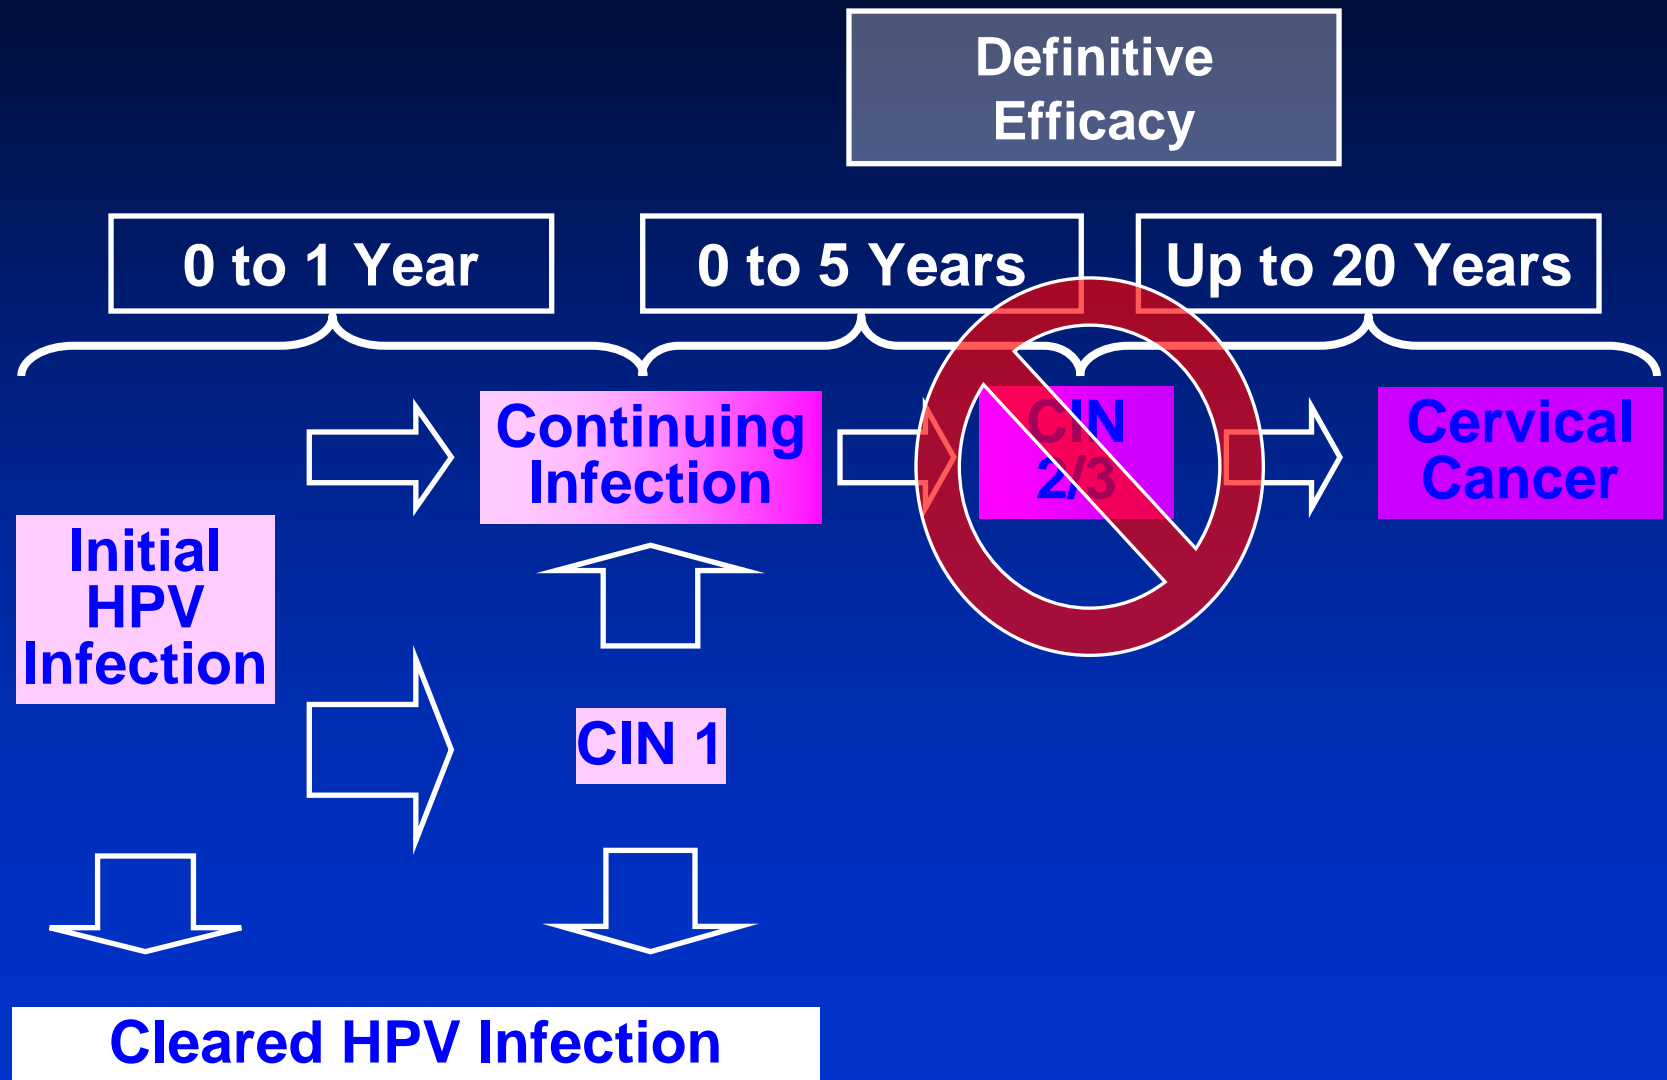 Definitive
Efficacy
0 to 1 Year
0 to 5 Years
Up to 20 Years
Continuing
Infection
CIN
2/3
Cervical
Cancer
Initial
HPV
Infection
CIN 1
Cleared HPV Infection